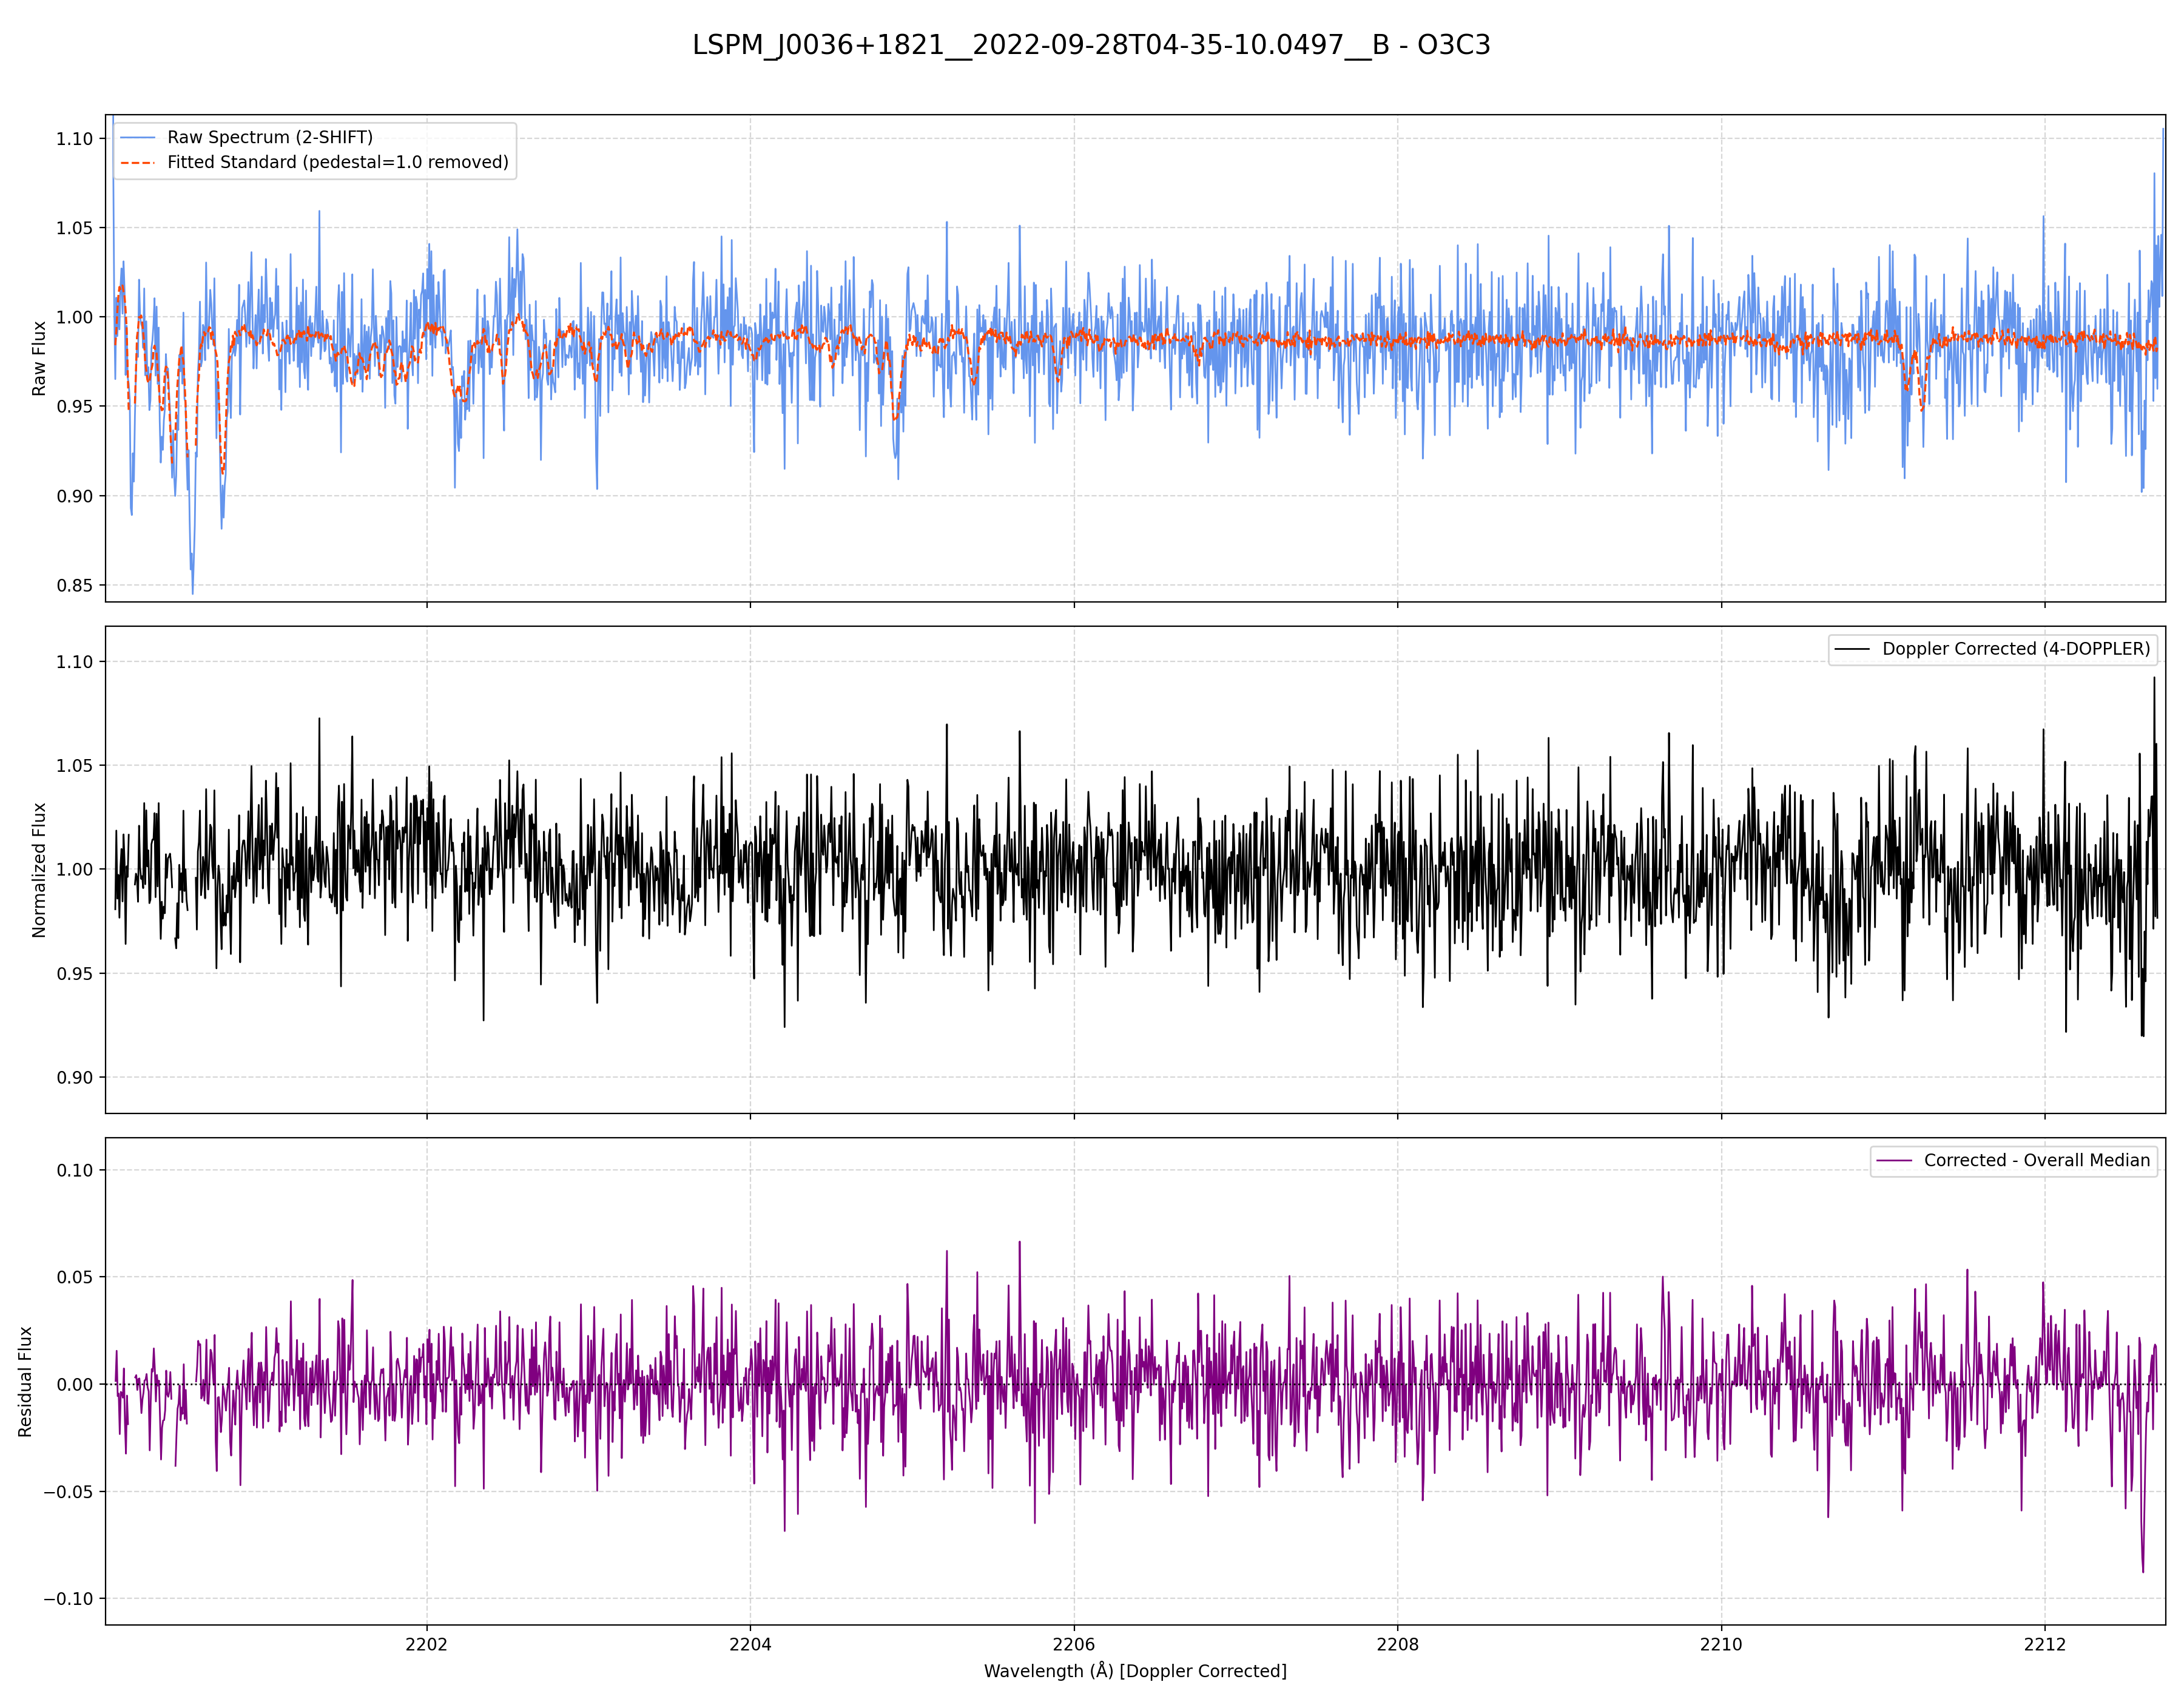 LSPM_J0036+1821__2022-09-28T04-35-10.0497__B - O3C3
1.10
1.05
1.00
0.95
0.90
0.85
Raw Flux
Raw Spectrum (2-SHIFT)
Fitted Standard (pedestal=1.0 removed)
1.10
1.05
1.00
0.95
0.90
Normalized Flux
Doppler Corrected (4-DOPPLER)
0.10
0.05
0.00
−0.05
−0.10
Residual Flux
Corrected - Overall Median
2202
2204
2206
2208
2210
2212
Wavelength (Å) [Doppler Corrected]